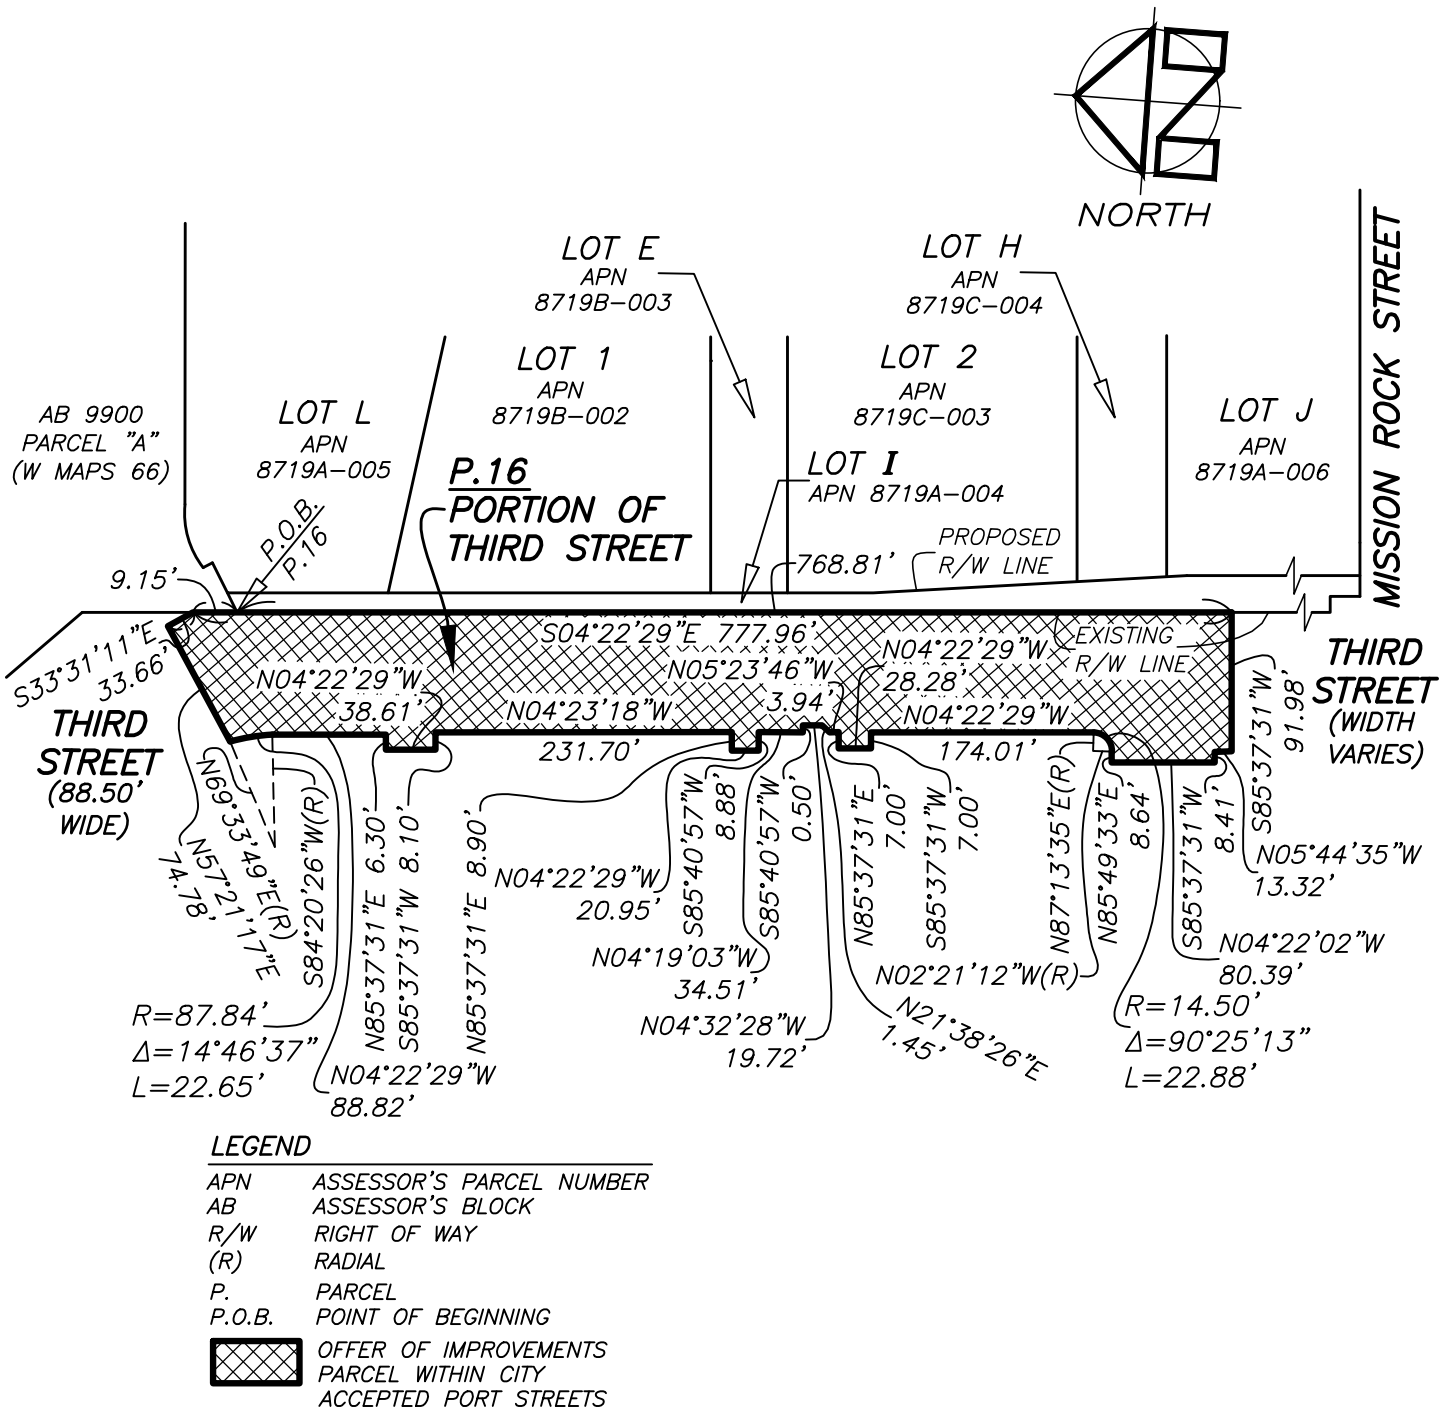 NORTH
LOT E
APN
8719B-003
LOT H
APN
8719C-004
MISSION ROCK STREET
LOT 1
APN
8719B-002
LOT 2
APN
8719C-003
AB 9900
PARCEL "A"
(W MAPS 66)
LOT L
APN
8719A-005
LOT J
APN
8719A-006
P.16
PORTION OF
THIRD STREET
LOT I
APN 8719A-004
P.O.B.
P.16
PROPOSED
R/W LINE
768.81'
9.15'
S33°31'11"E
33.66'
S04°22'29"E 777.96'
EXISTING
R/W LINE
N04°22'29"W
38.61'
N04°23'18"W
231.70'
N05°23'46"W
3.94'
N04°22'29"W
28.28'
N04°22'29"W
174.01'
S85°37'31"W
91.98'
THIRD
STREET
(WIDTH
VARIES)
THIRD
STREET
(88.50'
WIDE)
N57°21'17"E
74.78'
N69°33'49"E(R)
S84°20'26"W(R)
N85°37'31"E 6.30'
S85°37'31"W 8.10'
N85°37'31"E 8.90'
N04°22'29"W
20.95'
S85°40'57"W
8.88'
S85°40'57"W
0.50'
N04°19'03"W
34.51'
N04°32'28"W
19.72'
N21°38'26"E
1.45'
N85°37'31"E
7.00'
S85°37'31"W
7.00'
N02°21'12"W(R)
N87°13'35"E(R)
N85°49'33"E
8.64'
S85°37'31"W
8.41'
N05°44'35"W
13.32'
N04°22'02"W
80.39'
R=14.50'
Δ=90°25'13"
L=22.88'
R=87.84'
Δ=14°46'37"
L=22.65'
N04°22'29"W
88.82'
LEGEND
APN ASSESSOR'S PARCEL NUMBER
AB ASSESSOR'S BLOCK
R/W RIGHT OF WAY
(R) RADIAL
P. PARCEL
P.O.B. POINT OF BEGINNING
OFFER OF IMPROVEMENTS
PARCEL WITHIN CITY
ACCEPTED PORT STREETS